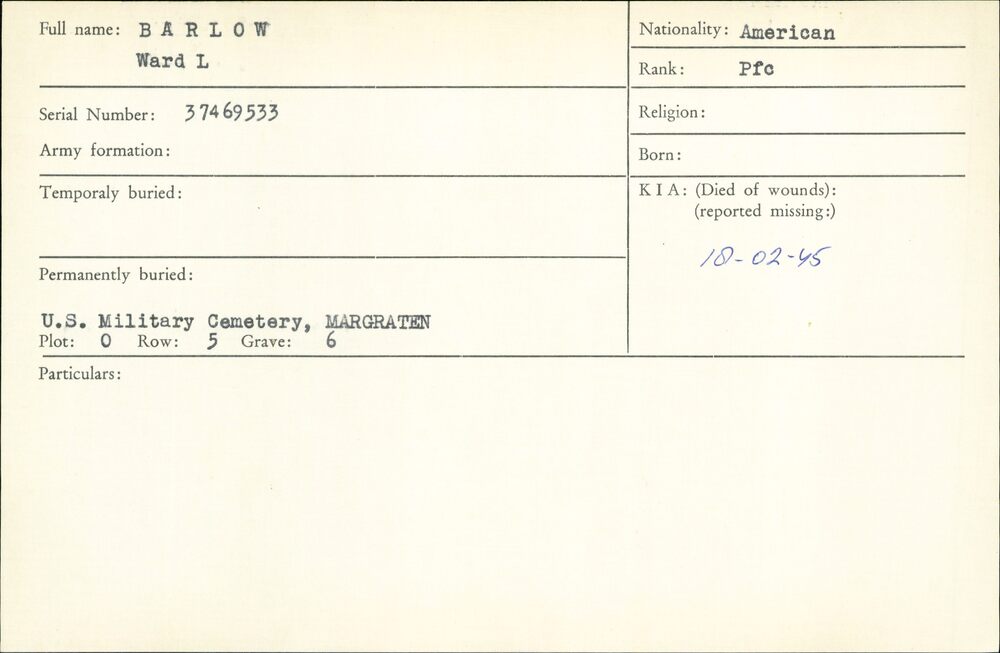 Full name: B A R L O W
Ward L
Serial Number: 37469533
Army formation:
Temporaly buried:
Permanently buried:
U.S. Military Cemetery, MARGRATEN
Plot: O Row: 5 Grave: 6
Nationality: American
Rank: Pfc
Religion:
Born:
K I A: (Died of wounds):
(reported missing:)
18-02-45
Particulars: